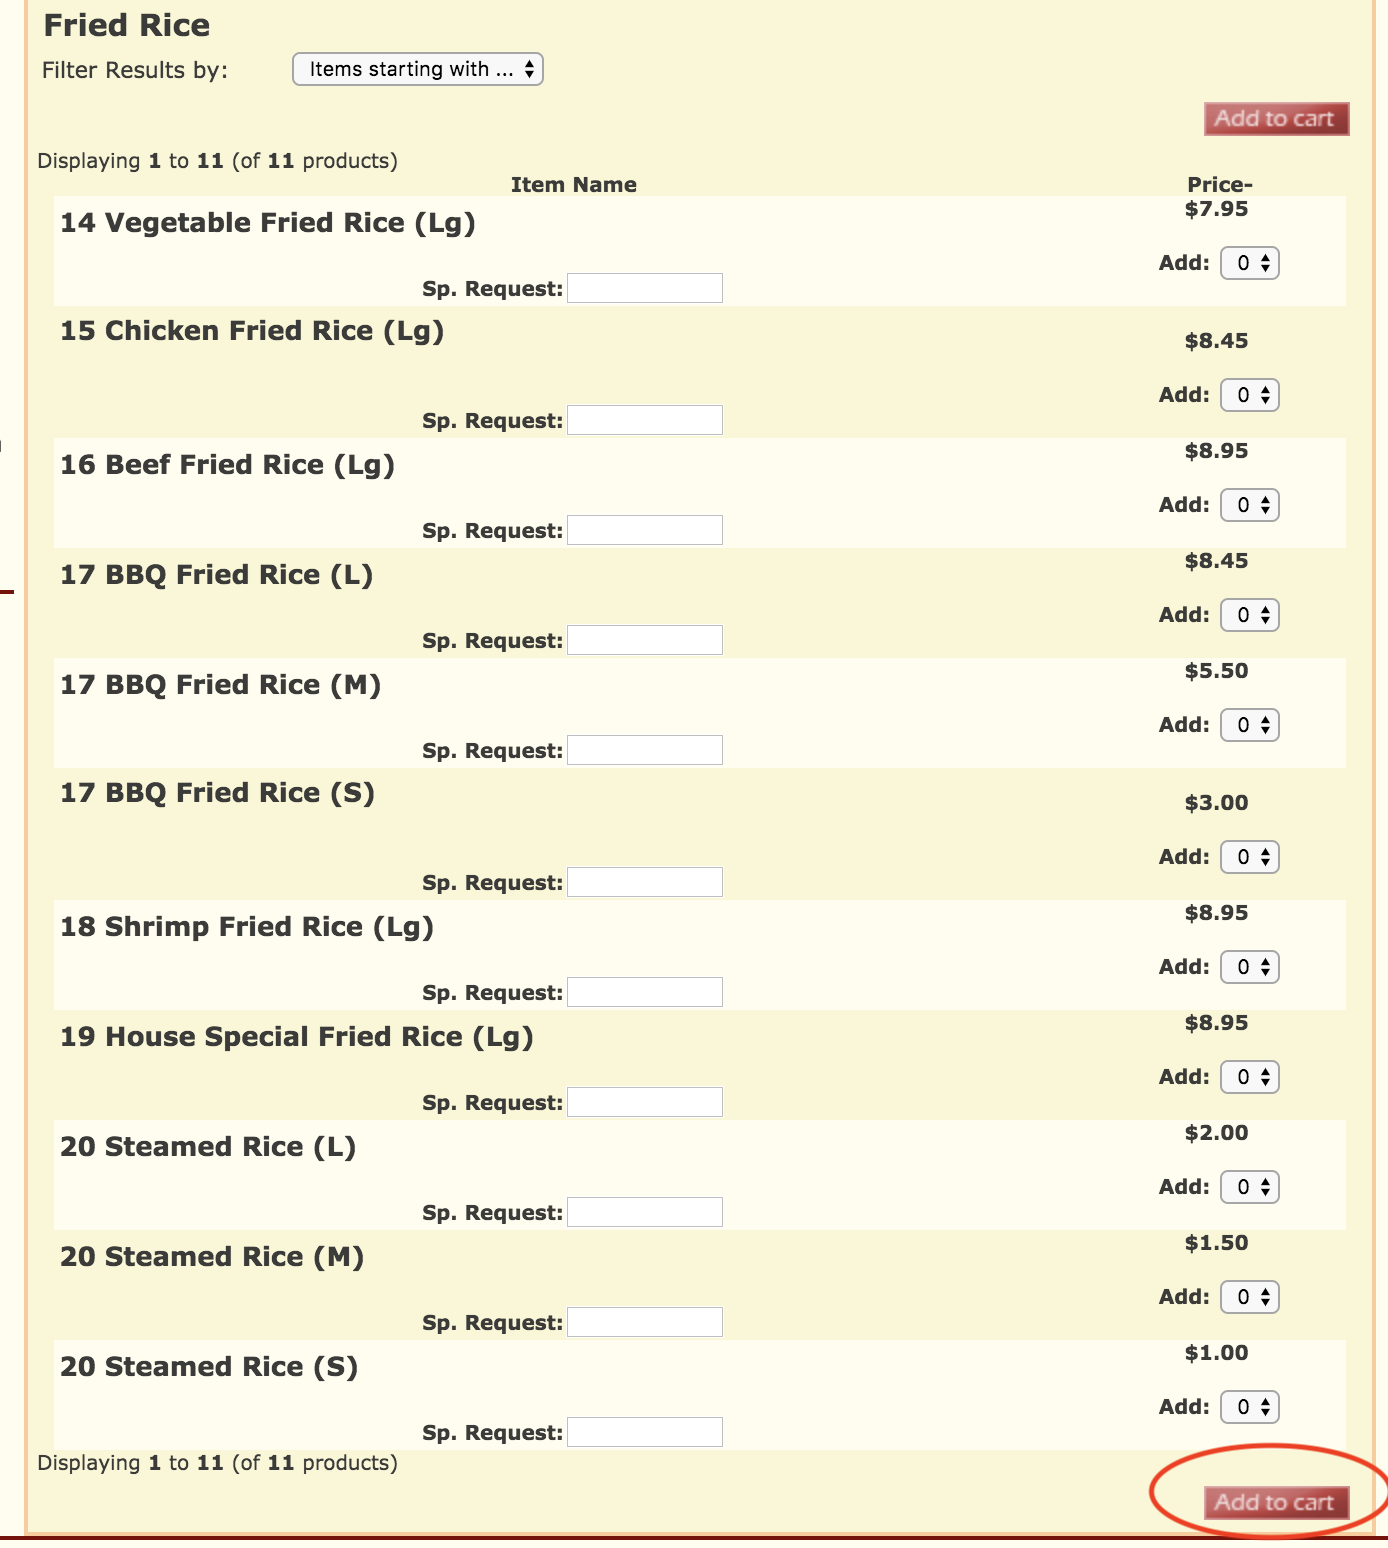 Fried Rice
Filter Results by: Items starting with ...
Add to cart
Displaying 1 to 11 (of 11 products)
Item Name Price-
14 Vegetable Fried Rice (Lg) $7.95
Add: 0
Sp. Request:
15 Chicken Fried Rice (Lg) $8.45
Add: 0
Sp. Request:
16 Beef Fried Rice (Lg) $8.95
Add: 0
Sp. Request:
17 BBQ Fried Rice (L) $8.45
Add: 0
Sp. Request:
17 BBQ Fried Rice (M) $5.50
Add: 0
Sp. Request:
17 BBQ Fried Rice (S) $3.00
Add: 0
Sp. Request:
18 Shrimp Fried Rice (Lg) $8.95
Add: 0
Sp. Request:
19 House Special Fried Rice (Lg) $8.95
Add: 0
Sp. Request:
20 Steamed Rice (L) $2.00
Add: 0
Sp. Request:
20 Steamed Rice (M) $1.50
Add: 0
Sp. Request:
20 Steamed Rice (S) $1.00
Add: 0
Sp. Request:
Displaying 1 to 11 (of 11 products)
Add to cart